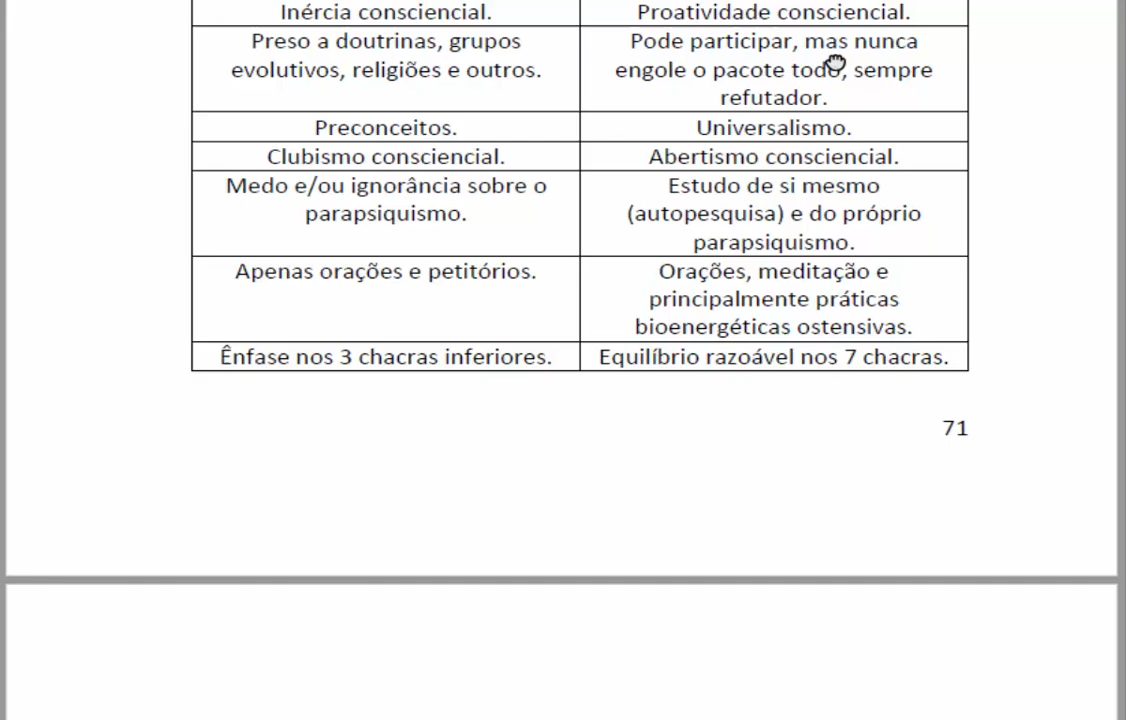 Inércia consciencial.
Proatividade consciencial.
Preso a doutrinas, grupos
evolutivos, religiões e outros.
Pode participar, mas nunca
engole o pacote todo, sempre
refutador.
Preconceitos.
Universalismo.
Clubismo consciencial.
Abertismo consciencial.
Medo e/ou ignorância sobre o
parapsiquismo.
Estudo de si mesmo
(autopesquisa) e do próprio
parapsiquismo.
Apenas orações e petitórios.
Orações, meditação e
principalmente práticas
bioenergéticas ostensivas.
Ênfase nos 3 chacras inferiores.
Equilíbrio razoável nos 7 chacras.
71